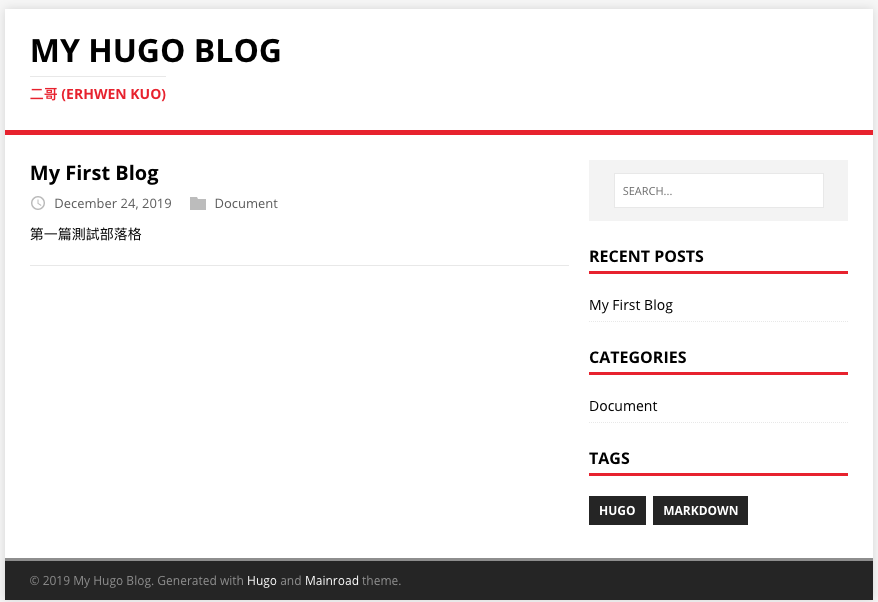 MY HUGO BLOG
二哥 (ERHWEN KUO)
My First Blog
December 24, 2019 Document
第一篇測試部落格
SEARCH...
RECENT POSTS
My First Blog
CATEGORIES
Document
TAGS
HUGO MARKDOWN
© 2019 My Hugo Blog. Generated with Hugo and Mainroad theme.